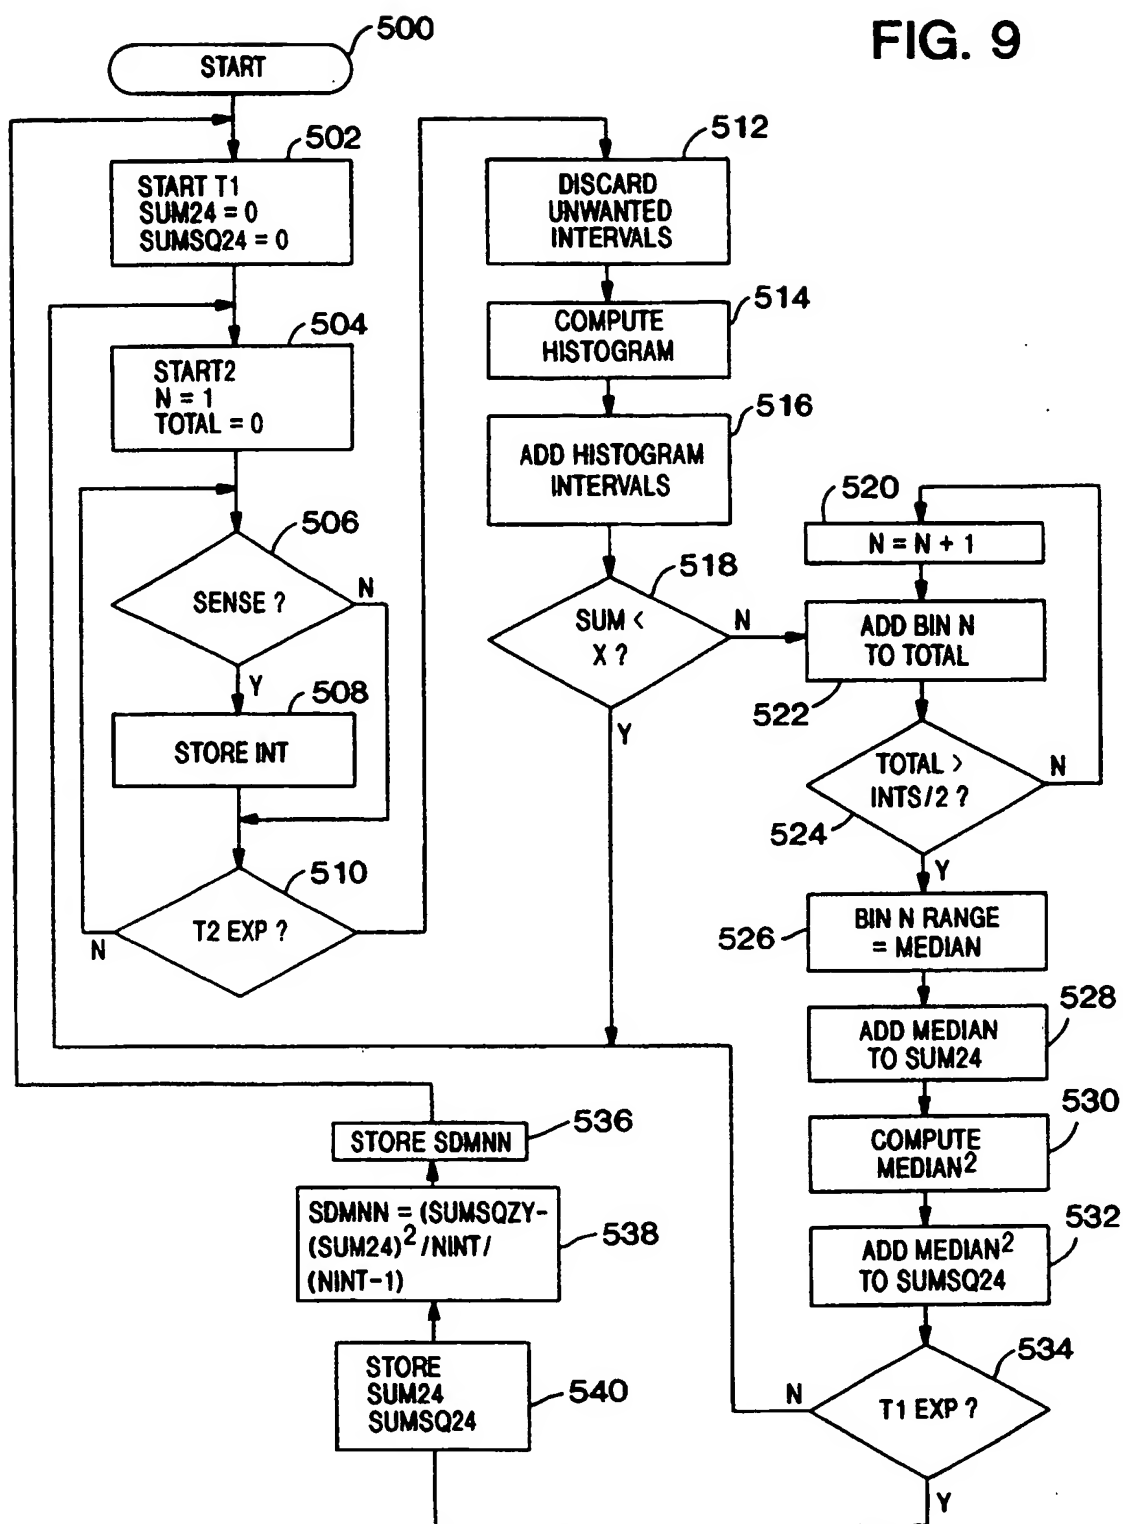 FIG. 9
500
START
502
START T1
SUM24 = 0
SUMSQ24 = 0
504
START2
N = 1
TOTAL = 0
506
SENSE ?
N
Y
508
STORE INT
510
T2 EXP ?
N
512
DISCARD
UNWANTED
INTERVALS
514
COMPUTE
HISTOGRAM
516
ADD HISTOGRAM
INTERVALS
518
SUM <
X ?
N
Y
520
N = N + 1
ADD BIN N
TO TOTAL
522
TOTAL >
INTS/2 ?
N
524
Y
BIN N RANGE
= MEDIAN
526
528
ADD MEDIAN
TO SUM24
530
COMPUTE
MEDIAN²
532
ADD MEDIAN²
TO SUMSQ24
534
T1 EXP ?
N
Y
536
STORE SDMNN
SDMNN = (SUMSQZY-
(SUM24)²/NINT/
(NINT-1)
538
STORE
SUM24
SUMSQ24
540